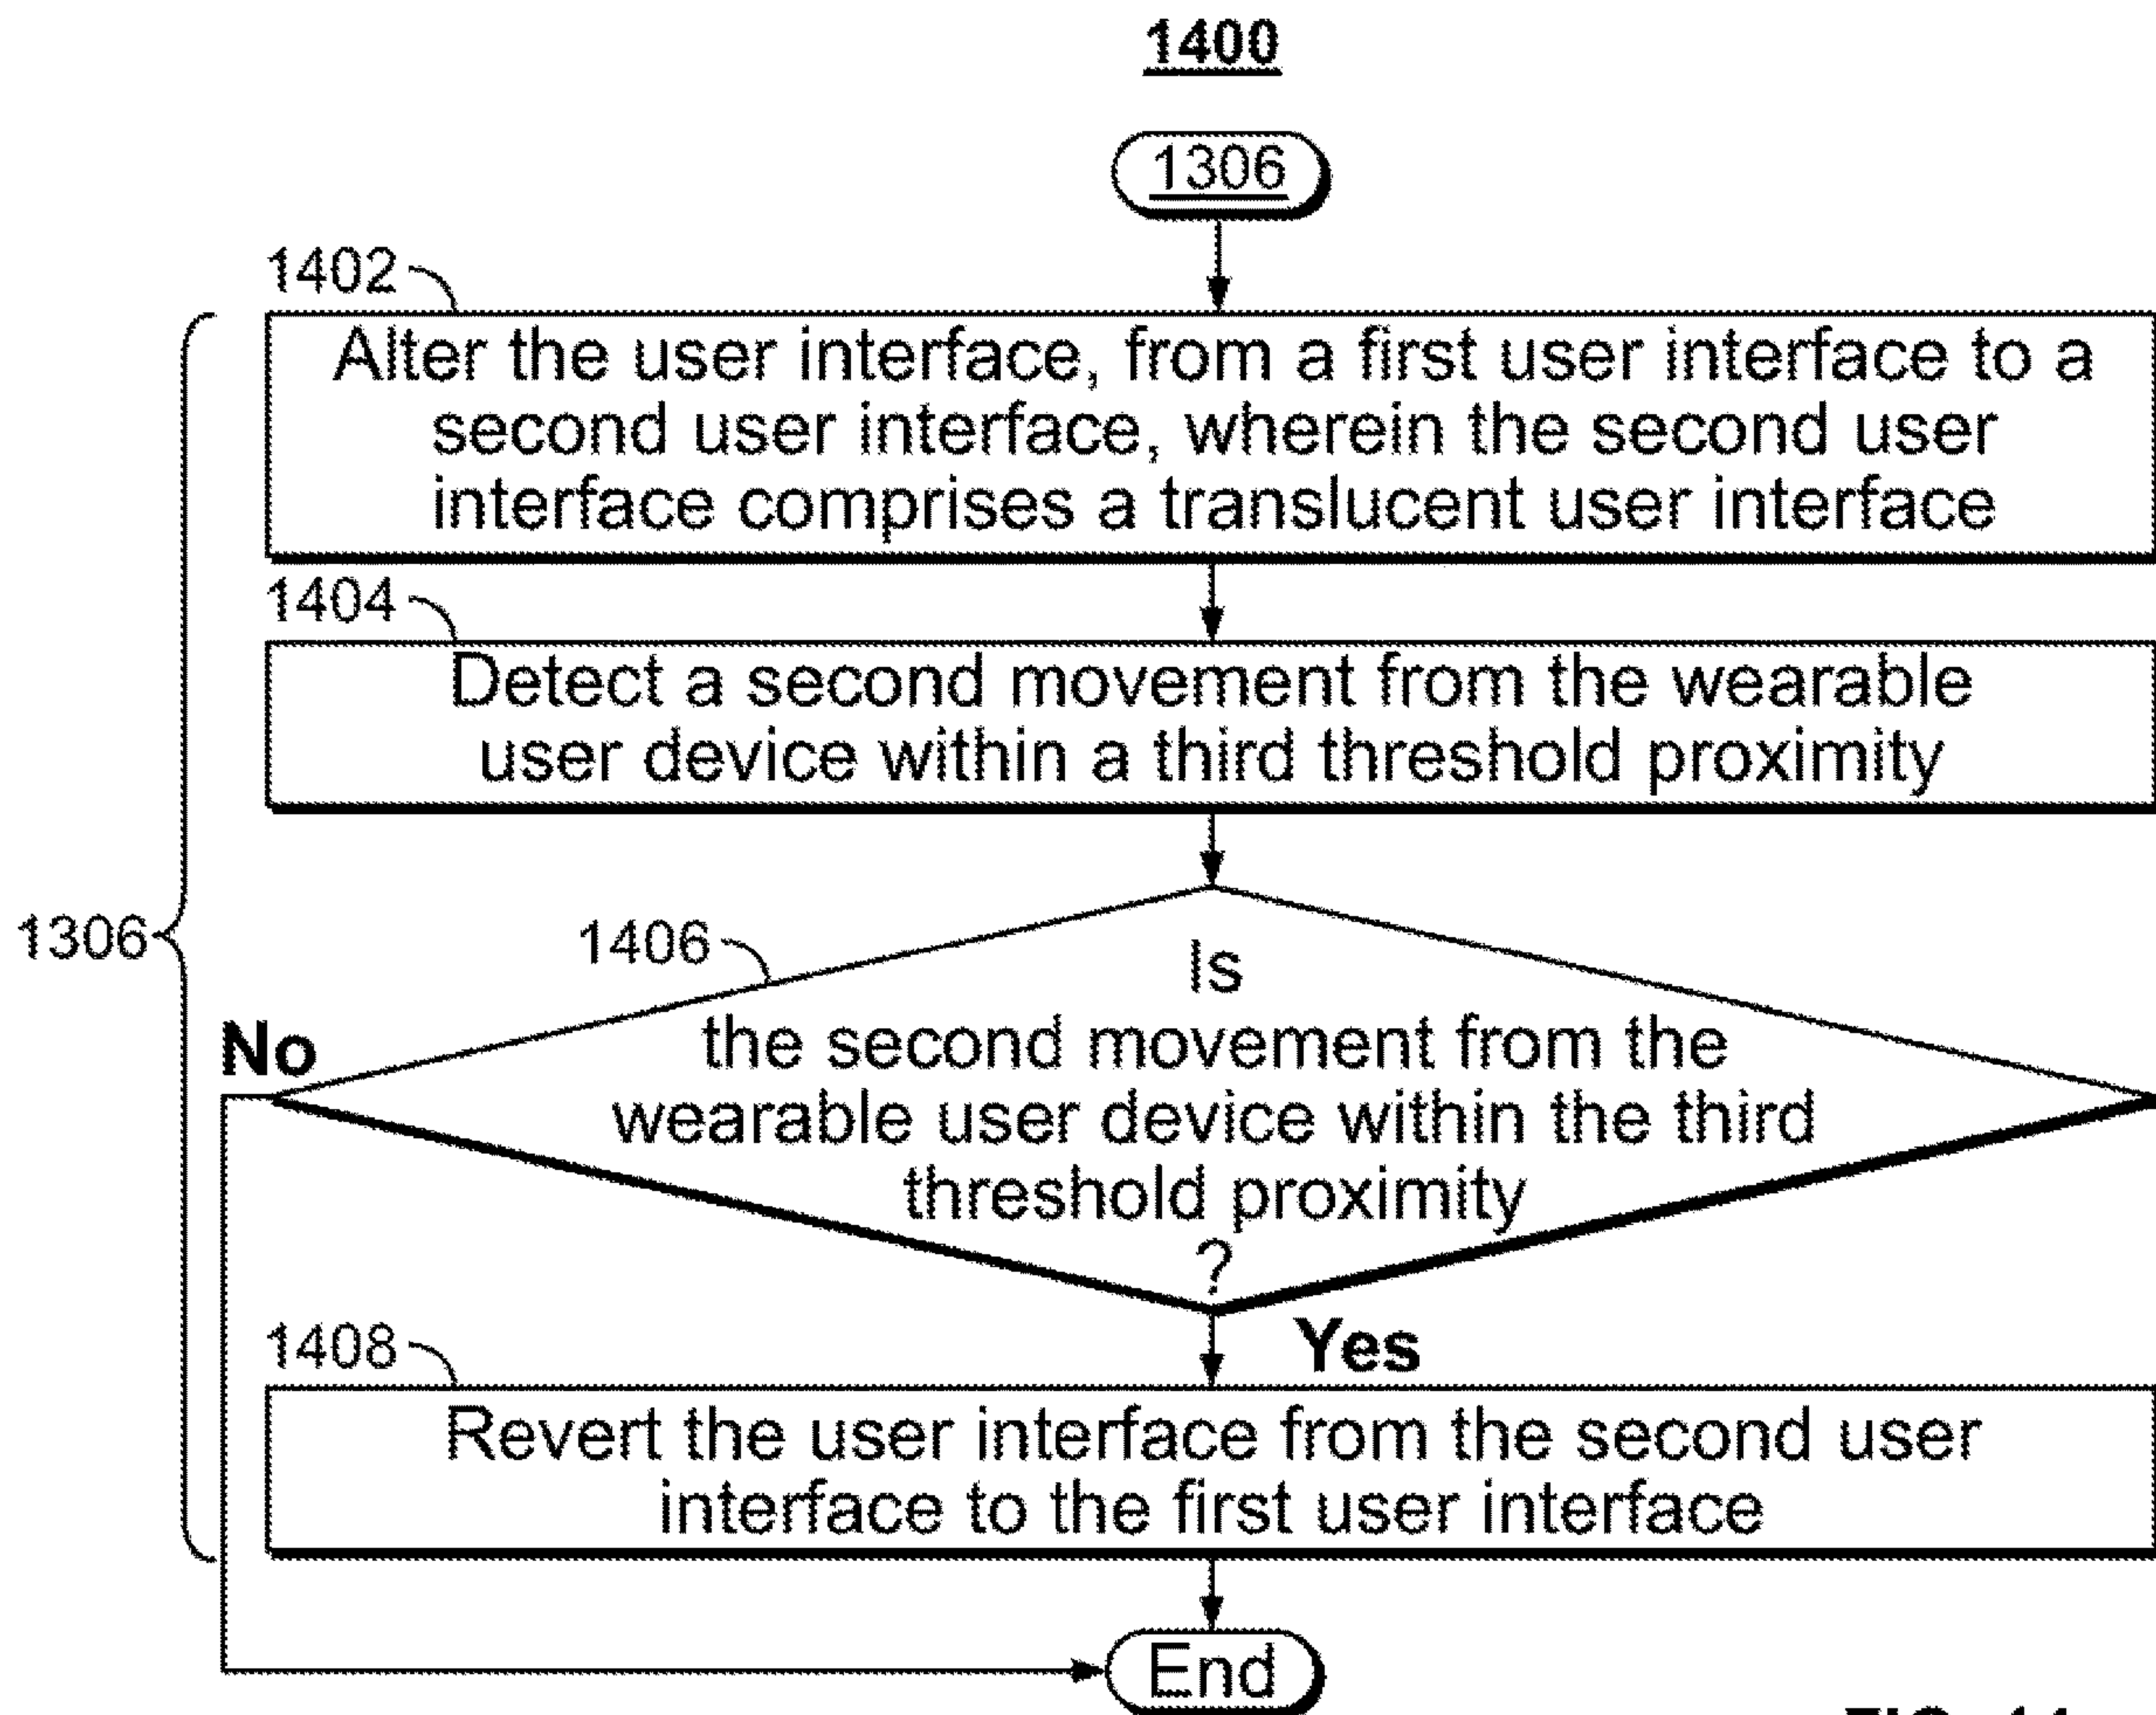 1400
1306
1402
Alter the user interface, from a first user interface to a
second user interface, wherein the second user
interface comprises a translucent user interface
1404
Detect a second movement from the wearable
user device within a third threshold proximity
1306
1406
Is
the second movement from the
wearable user device within the third
threshold proximity
?
No
Yes
1408
Revert the user interface from the second user
interface to the first user interface
End